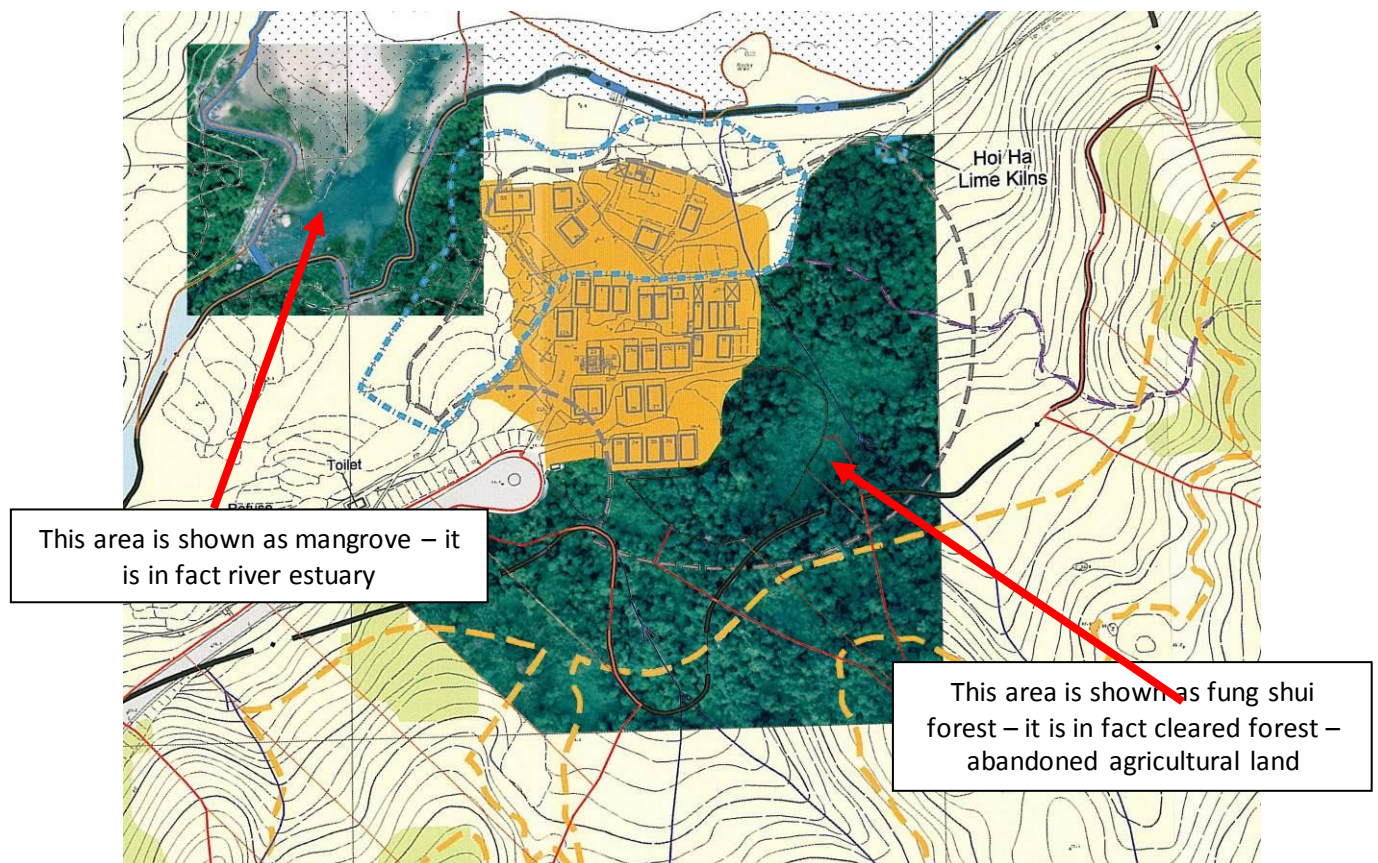 Hoi Ha
Lime Kilns
Toilet
Refuse
This area is shown as mangrove – it
is in fact river estuary
This area is shown as fung shui
forest – it is in fact cleared forest –
abandoned agricultural land